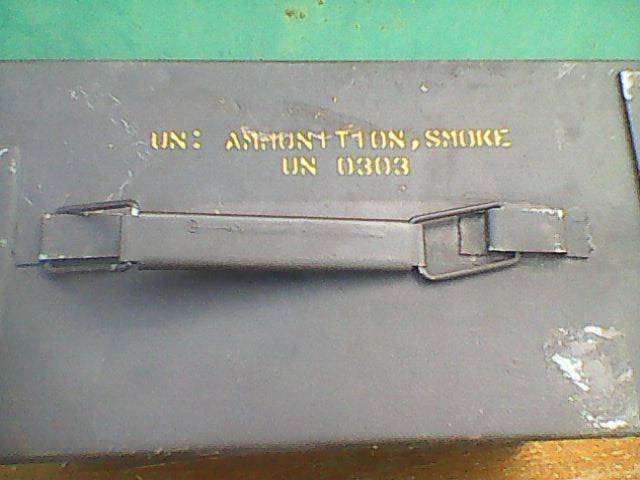 UN: AMMUNITION, SMOKE
UN 0303